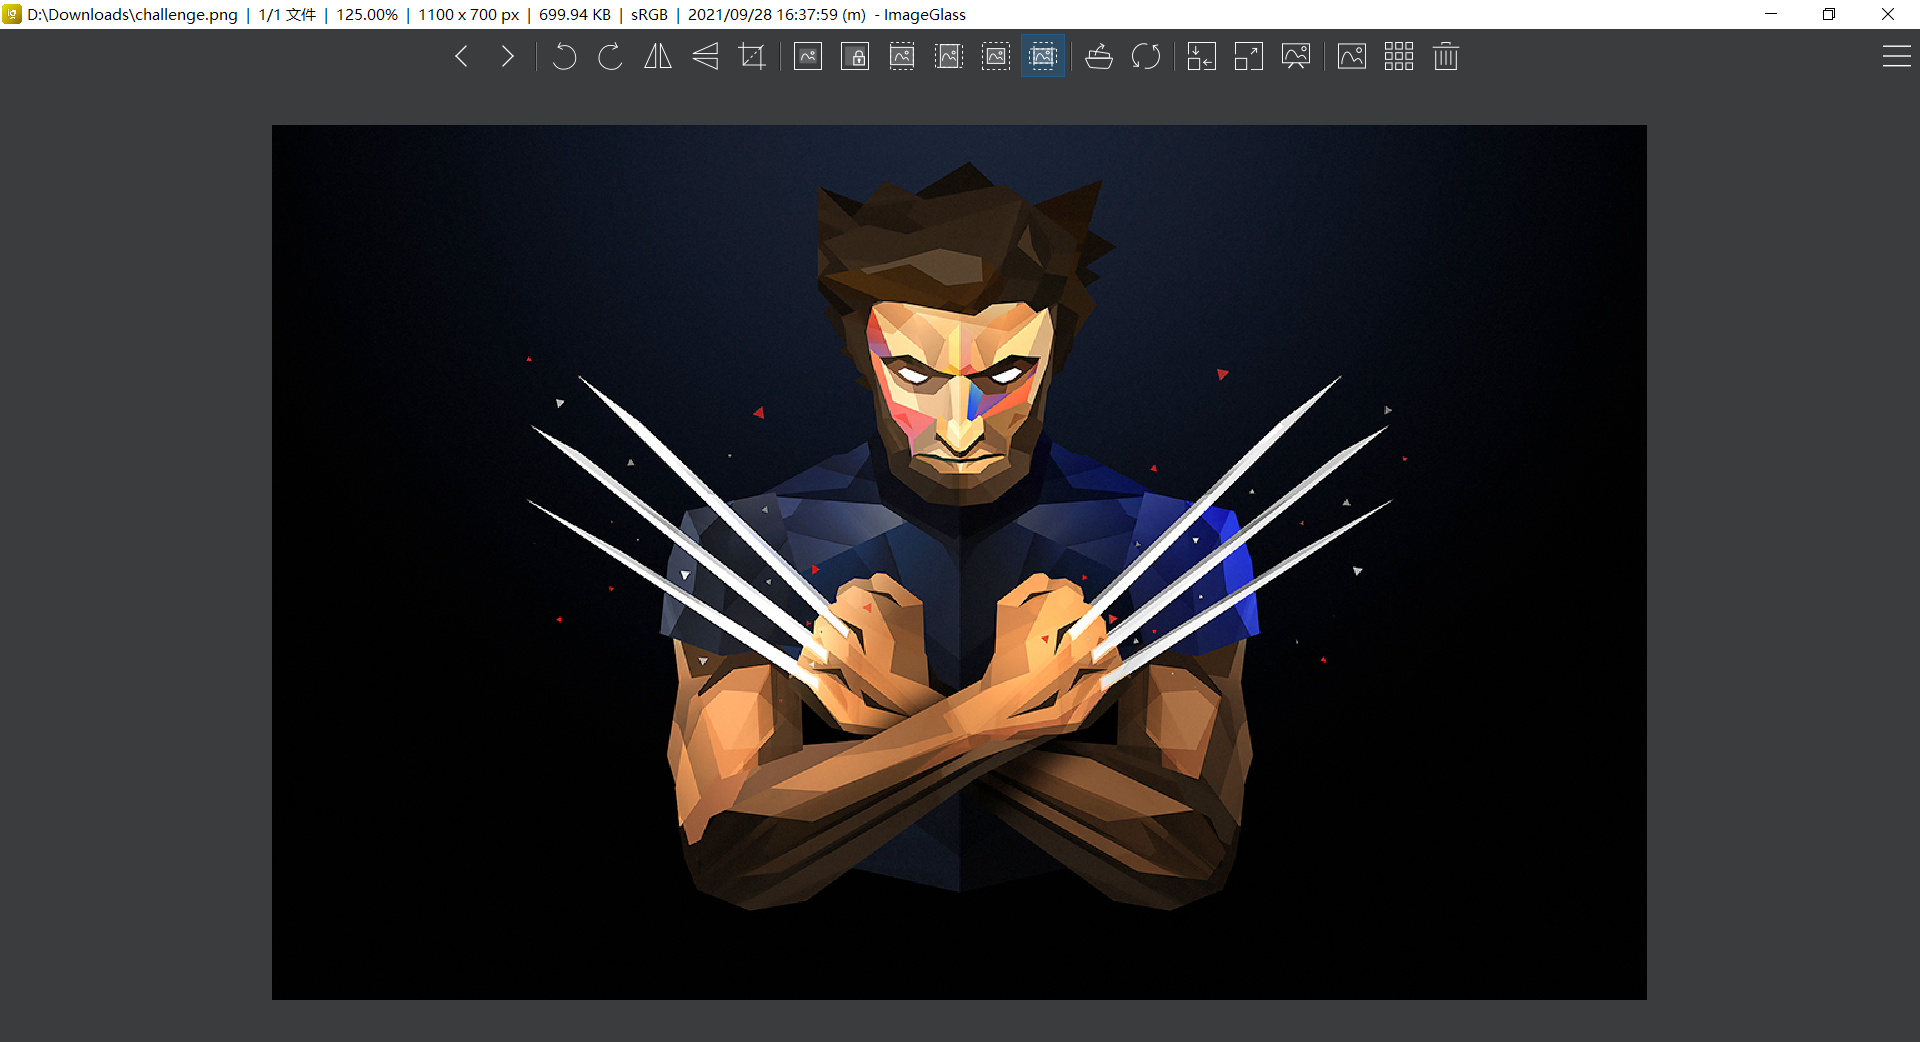 D:\Downloads\challenge.png | 1/1 文件 | 125.00% | 1100 x 700 px | 699.94 KB | sRGB | 2021/09/28 16:37:59 (m) - ImageGlass